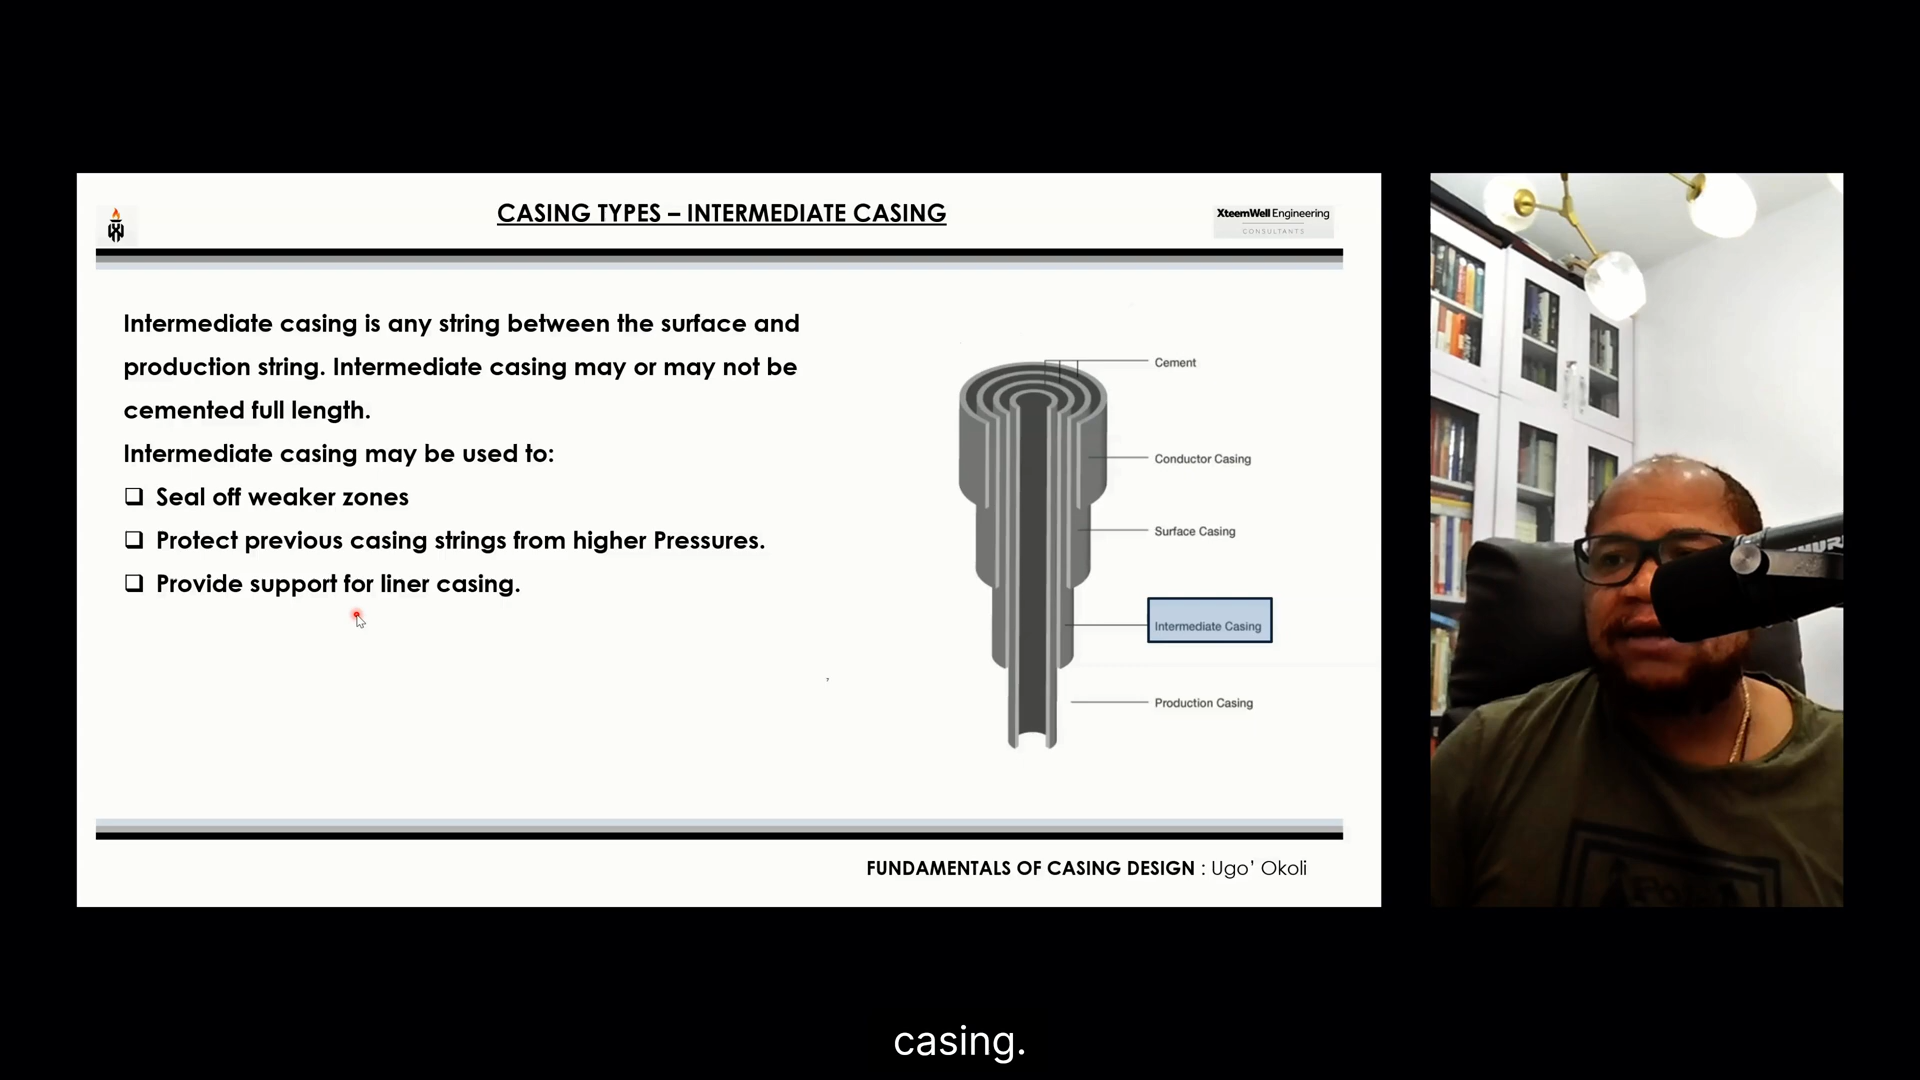 CASING TYPES – INTERMEDIATE CASING
XteemWell Engineering
CONSULTANTS
Intermediate casing is any string between the surface and
production string. Intermediate casing may or may not be
cemented full length.
Intermediate casing may be used to:
❑ Seal off weaker zones
❑ Protect previous casing strings from higher Pressures.
❑ Provide support for liner casing.
Cement
Conductor Casing
Surface Casing
Intermediate Casing
Production Casing
FUNDAMENTALS OF CASING DESIGN : Ugo’ Okoli
casing.